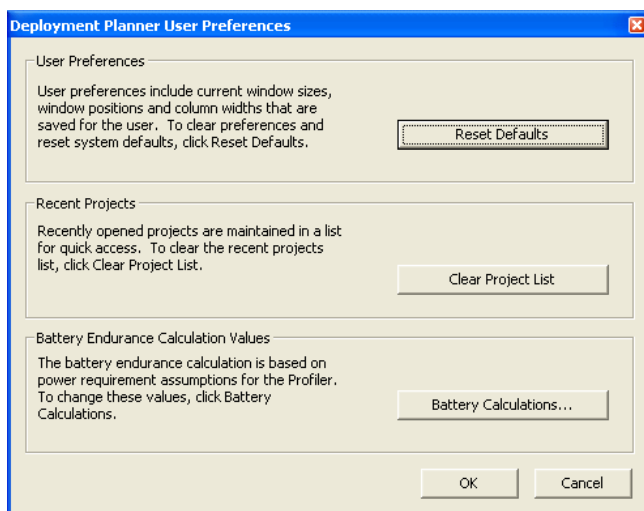 Deployment Planner User Preferences
User Preferences
User preferences include current window sizes,
window positions and column widths that are
saved for the user.  To clear preferences and
reset system defaults, click Reset Defaults.
Reset Defaults
Recent Projects
Recently opened projects are maintained in a list
for quick access.  To clear the recent projects
list, click Clear Project List.
Clear Project List
Battery Endurance Calculation Values
The battery endurance calculation is based on
power requirement assumptions for the Profiler.
To change these values, click Battery
Calculations.
Battery Calculations...
OK
Cancel